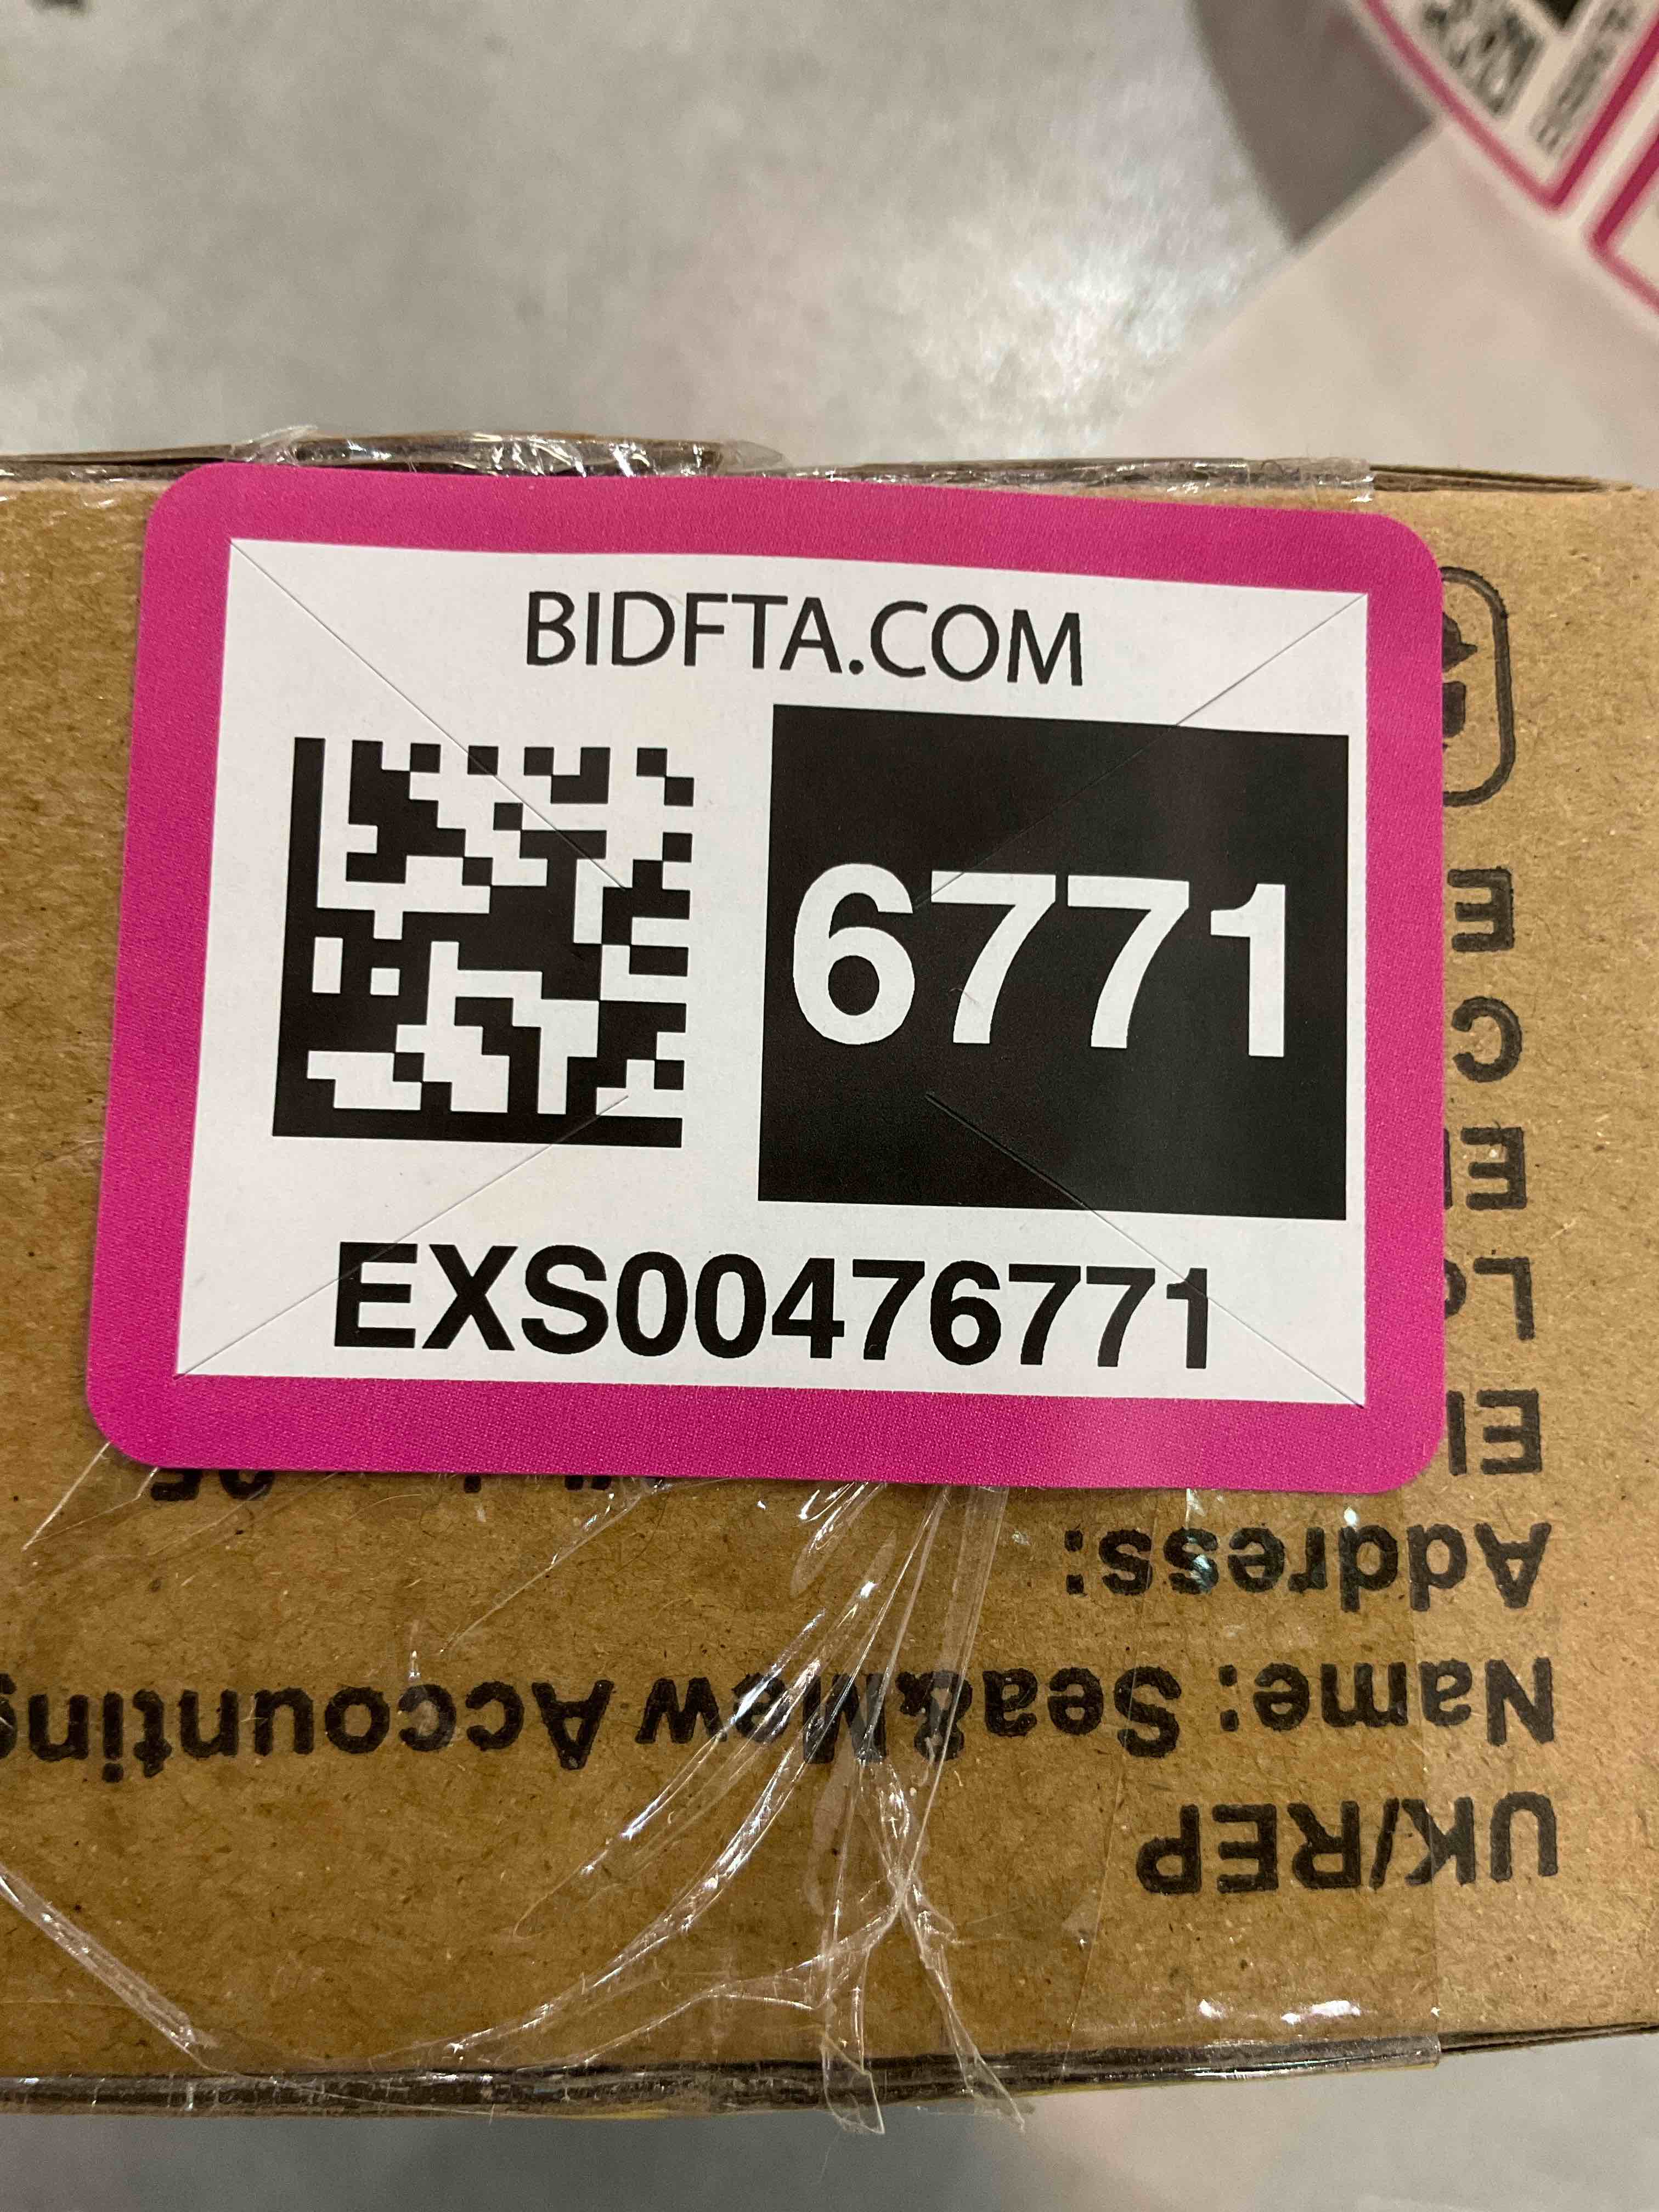 BIDFTA.COM
6771
EXS00476771
UK/REP
Name: Sea&Mew Accounting
Address: